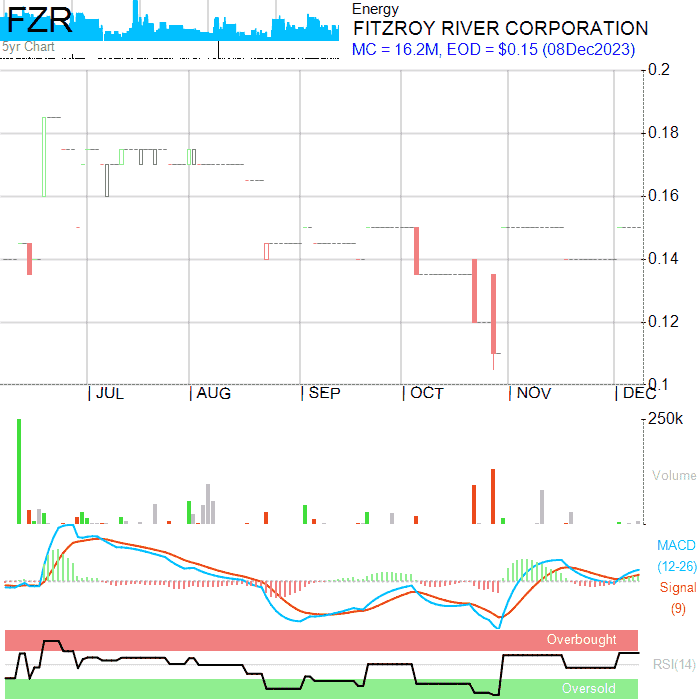 FZR
5yr Chart
Energy
FITZROY RIVER CORPORATION
MC = 16.2M, EOD = $0.15 (08Dec2023)
0.2
0.18
0.16
0.14
0.12
0.1
JUL
AUG
SEP
OCT
NOV
DEC
250k
Volume
MACD
(12-26)
Signal
(9)
Overbought
RSI(14)
Oversold